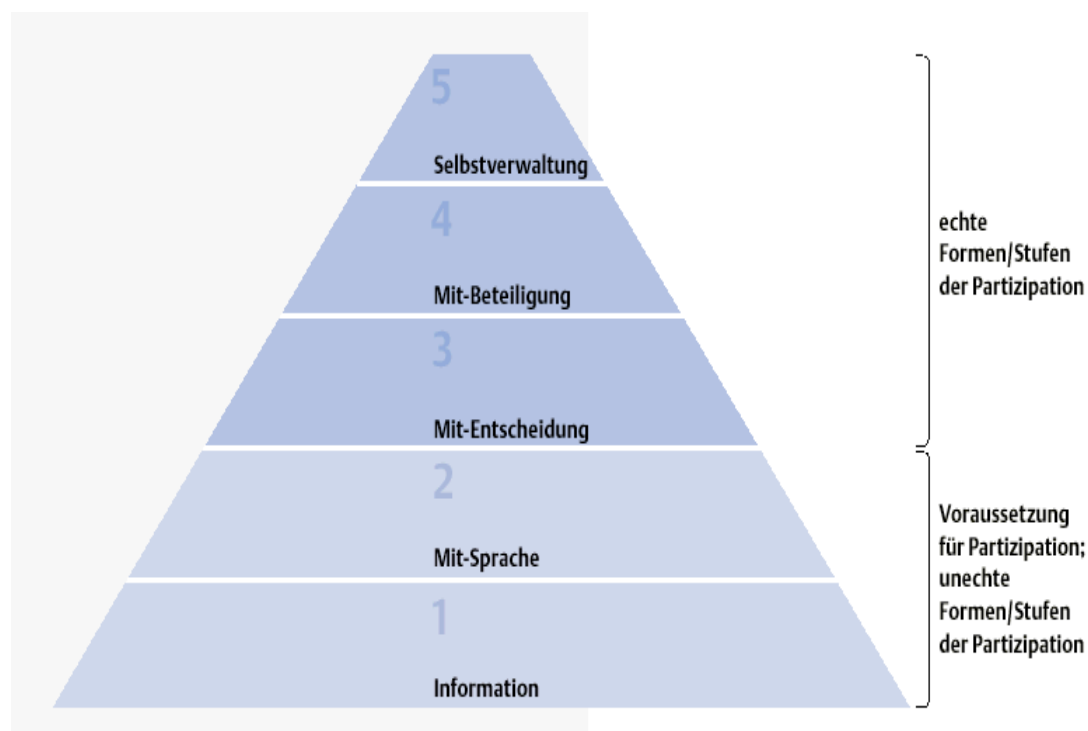 5
Selbstverwaltung
4
Mit-Beteiligung
3
Mit-Entscheidung
2
Mit-Sprache
1
Information
echte
Formen/Stufen
der Partizipation
Voraussetzung
für Partizipation;
unechte
Formen/Stufen
der Partizipation